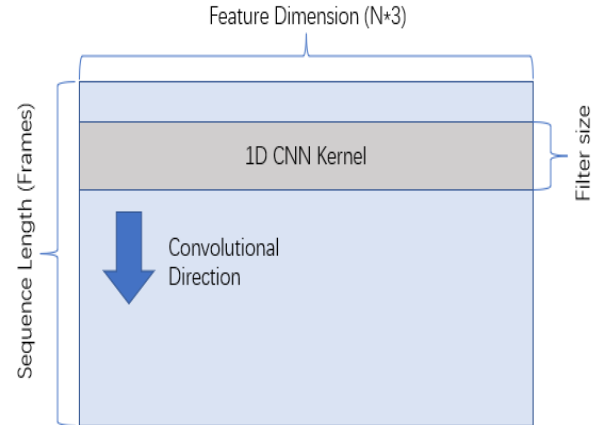 Feature Dimension (N*3)
Sequence Length (Frames)
1D CNN Kernel
Filter size
Convolutional
Direction